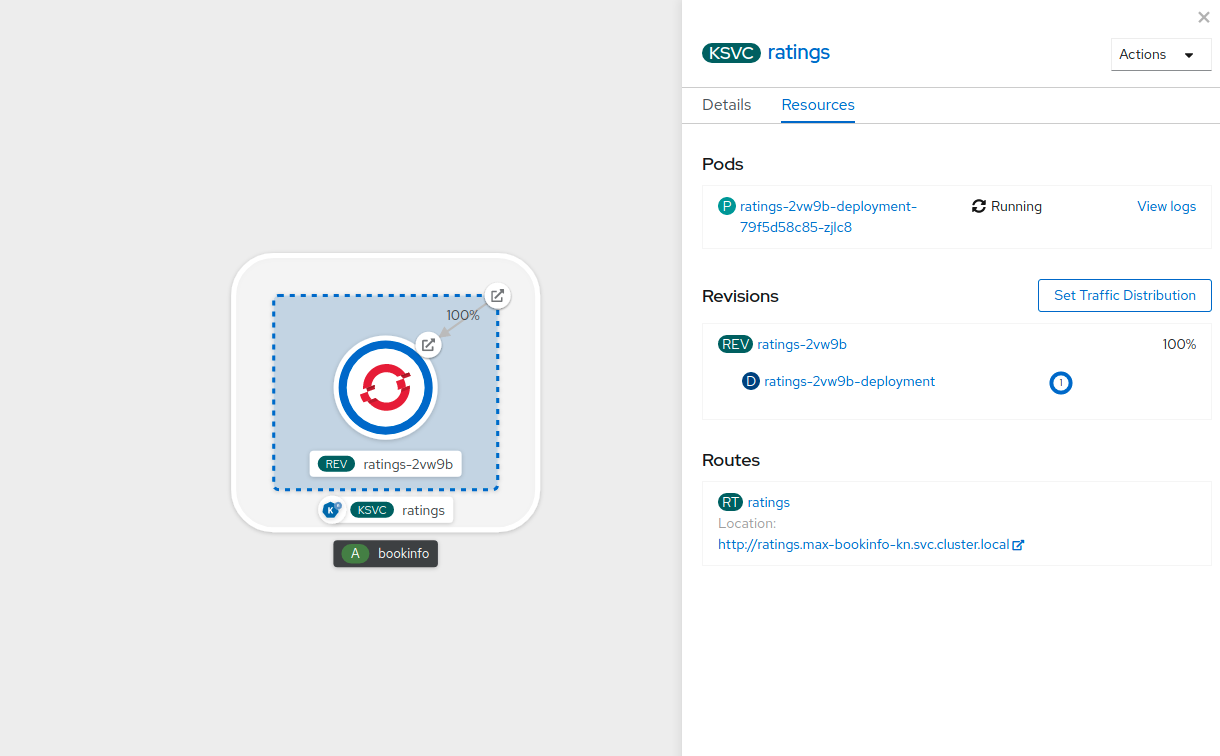 100%
REV ratings-2vw9b
K KSVC ratings
A bookinfo
KSVC ratings
Actions
Details Resources
Pods
P ratings-2vw9b-deployment-
79f5d58c85-zjlc8
Running
View logs
Revisions
Set Traffic Distribution
REV ratings-2vw9b 100%
D ratings-2vw9b-deployment 1
Routes
RT ratings
Location:
http://ratings.max-bookinfo-kn.svc.cluster.local